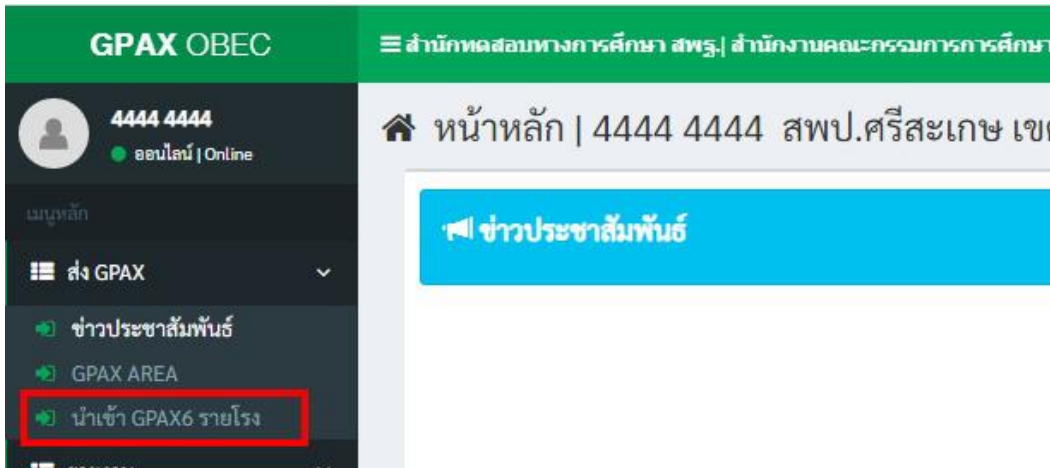 GPAX OBEC
สำนักทดสอบทางการศึกษา สพฐ.| สำนักงานคณะกรรมการการศึกษา
4444 4444
ออนไลน์ | Online
หน้าหลัก | 4444 4444 สพป.ศรีสะเกษ เขต
เมนูหลัก
ข่าวประชาสัมพันธ์
ส่ง GPAX
ข่าวประชาสัมพันธ์
GPAX AREA
นำเข้า GPAX6 รายโรง